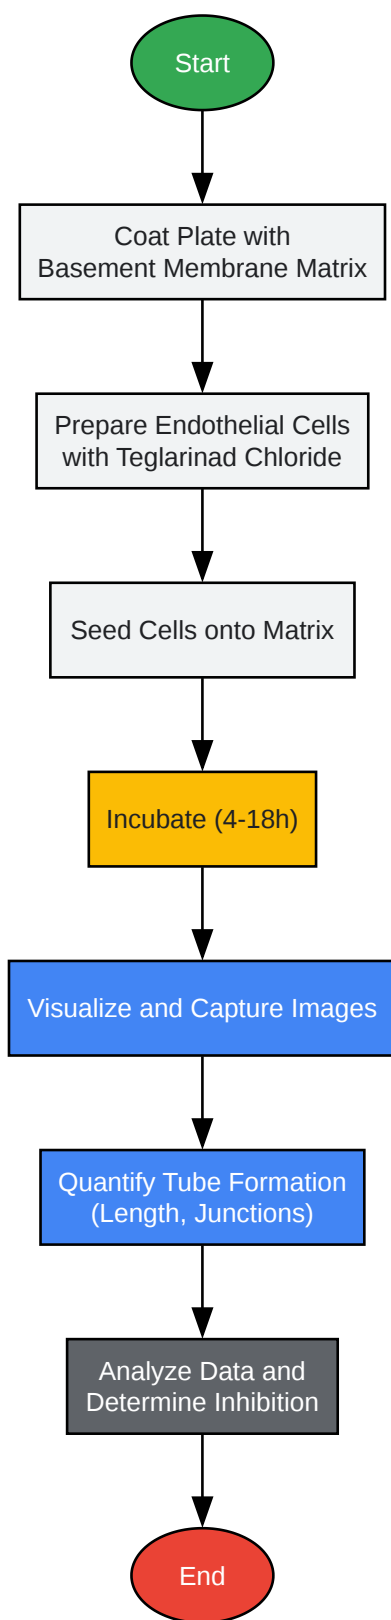 Start
Coat Plate with
Basement Membrane Matrix
Prepare Endothelial Cells
with Teglarinad Chloride
Seed Cells onto Matrix
Incubate (4-18h)
Visualize and Capture Images
Quantify Tube Formation
(Length, Junctions)
Analyze Data and
Determine Inhibition
End